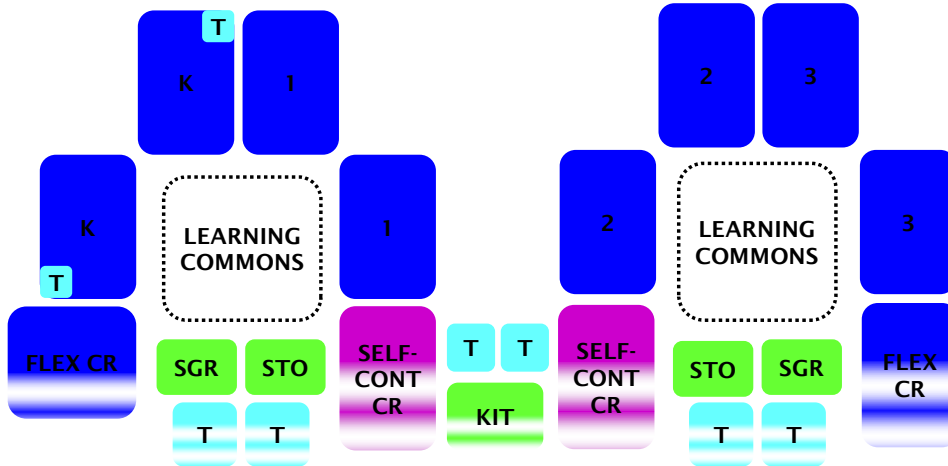 T
K
1
2
3
K
LEARNING
COMMONS
1
2
LEARNING
COMMONS
3
T
FLEX CR
SGR
STO
SELF-
CONT
CR
T
T
KIT
SELF-
CONT
CR
STO
SGR
FLEX
CR
T
T
T
T